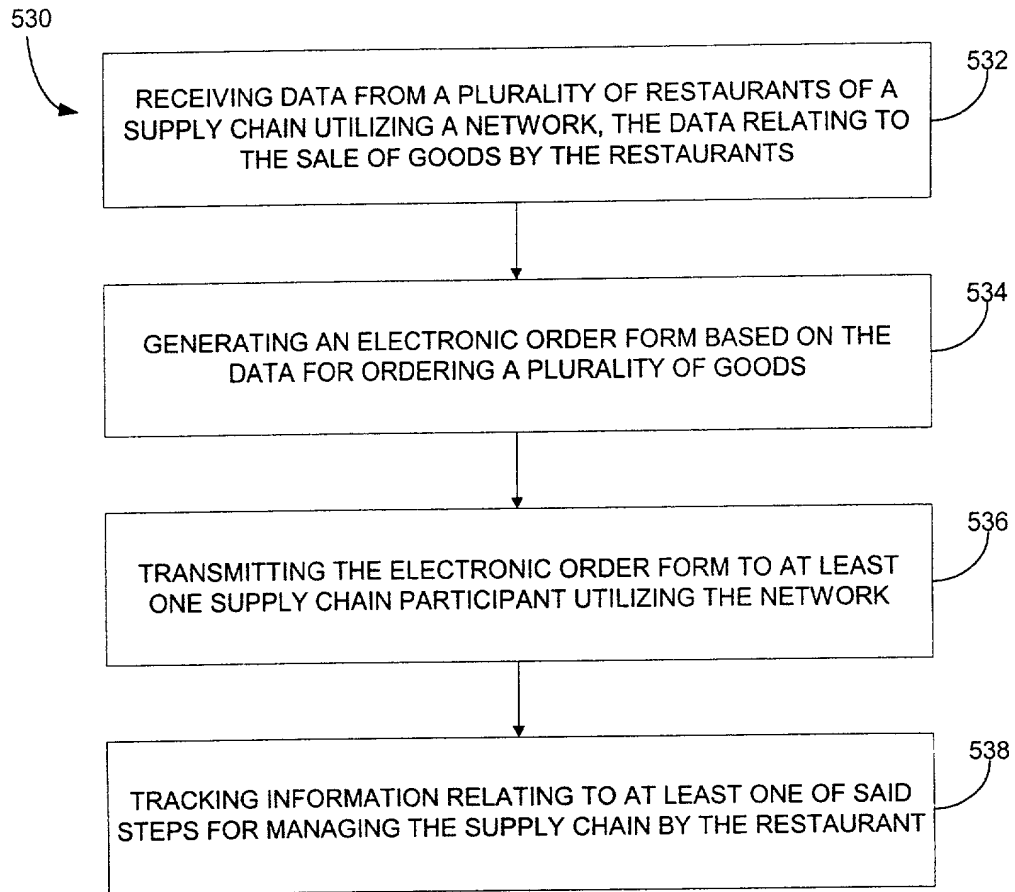 530
532
RECEIVING DATA FROM A PLURALITY OF RESTAURANTS OF A
SUPPLY CHAIN UTILIZING A NETWORK, THE DATA RELATING TO
THE SALE OF GOODS BY THE RESTAURANTS
534
GENERATING AN ELECTRONIC ORDER FORM BASED ON THE
DATA FOR ORDERING A PLURALITY OF GOODS
536
TRANSMITTING THE ELECTRONIC ORDER FORM TO AT LEAST
ONE SUPPLY CHAIN PARTICIPANT UTILIZING THE NETWORK
538
TRACKING INFORMATION RELATING TO AT LEAST ONE OF SAID
STEPS FOR MANAGING THE SUPPLY CHAIN BY THE RESTAURANT